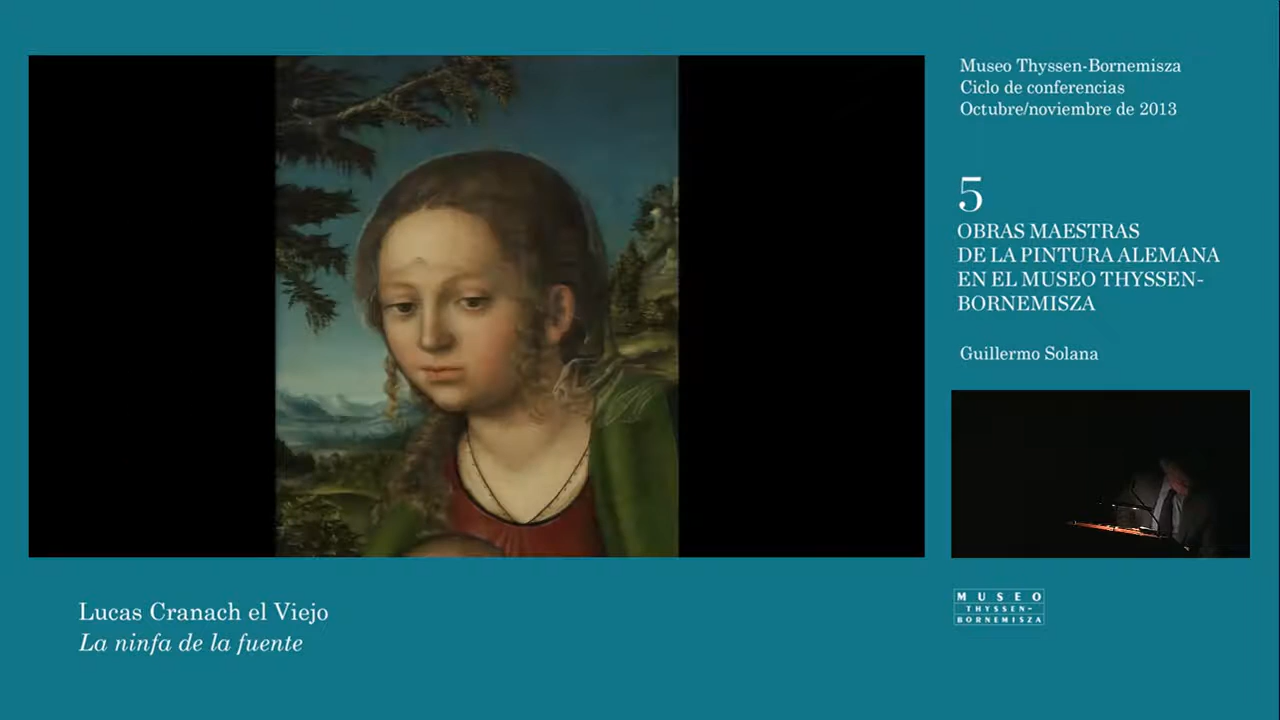 Museo Thyssen-Bornemisza
Ciclo de conferencias
Octubre/noviembre de 2013
5
OBRAS MAESTRAS
DE LA PINTURA ALEMANA
EN EL MUSEO THYSSEN-
BORNEMISZA
Guillermo Solana
Lucas Cranach el Viejo
La ninfa de la fuente
MUSEO
THYSSEN-
BORNEMISZA